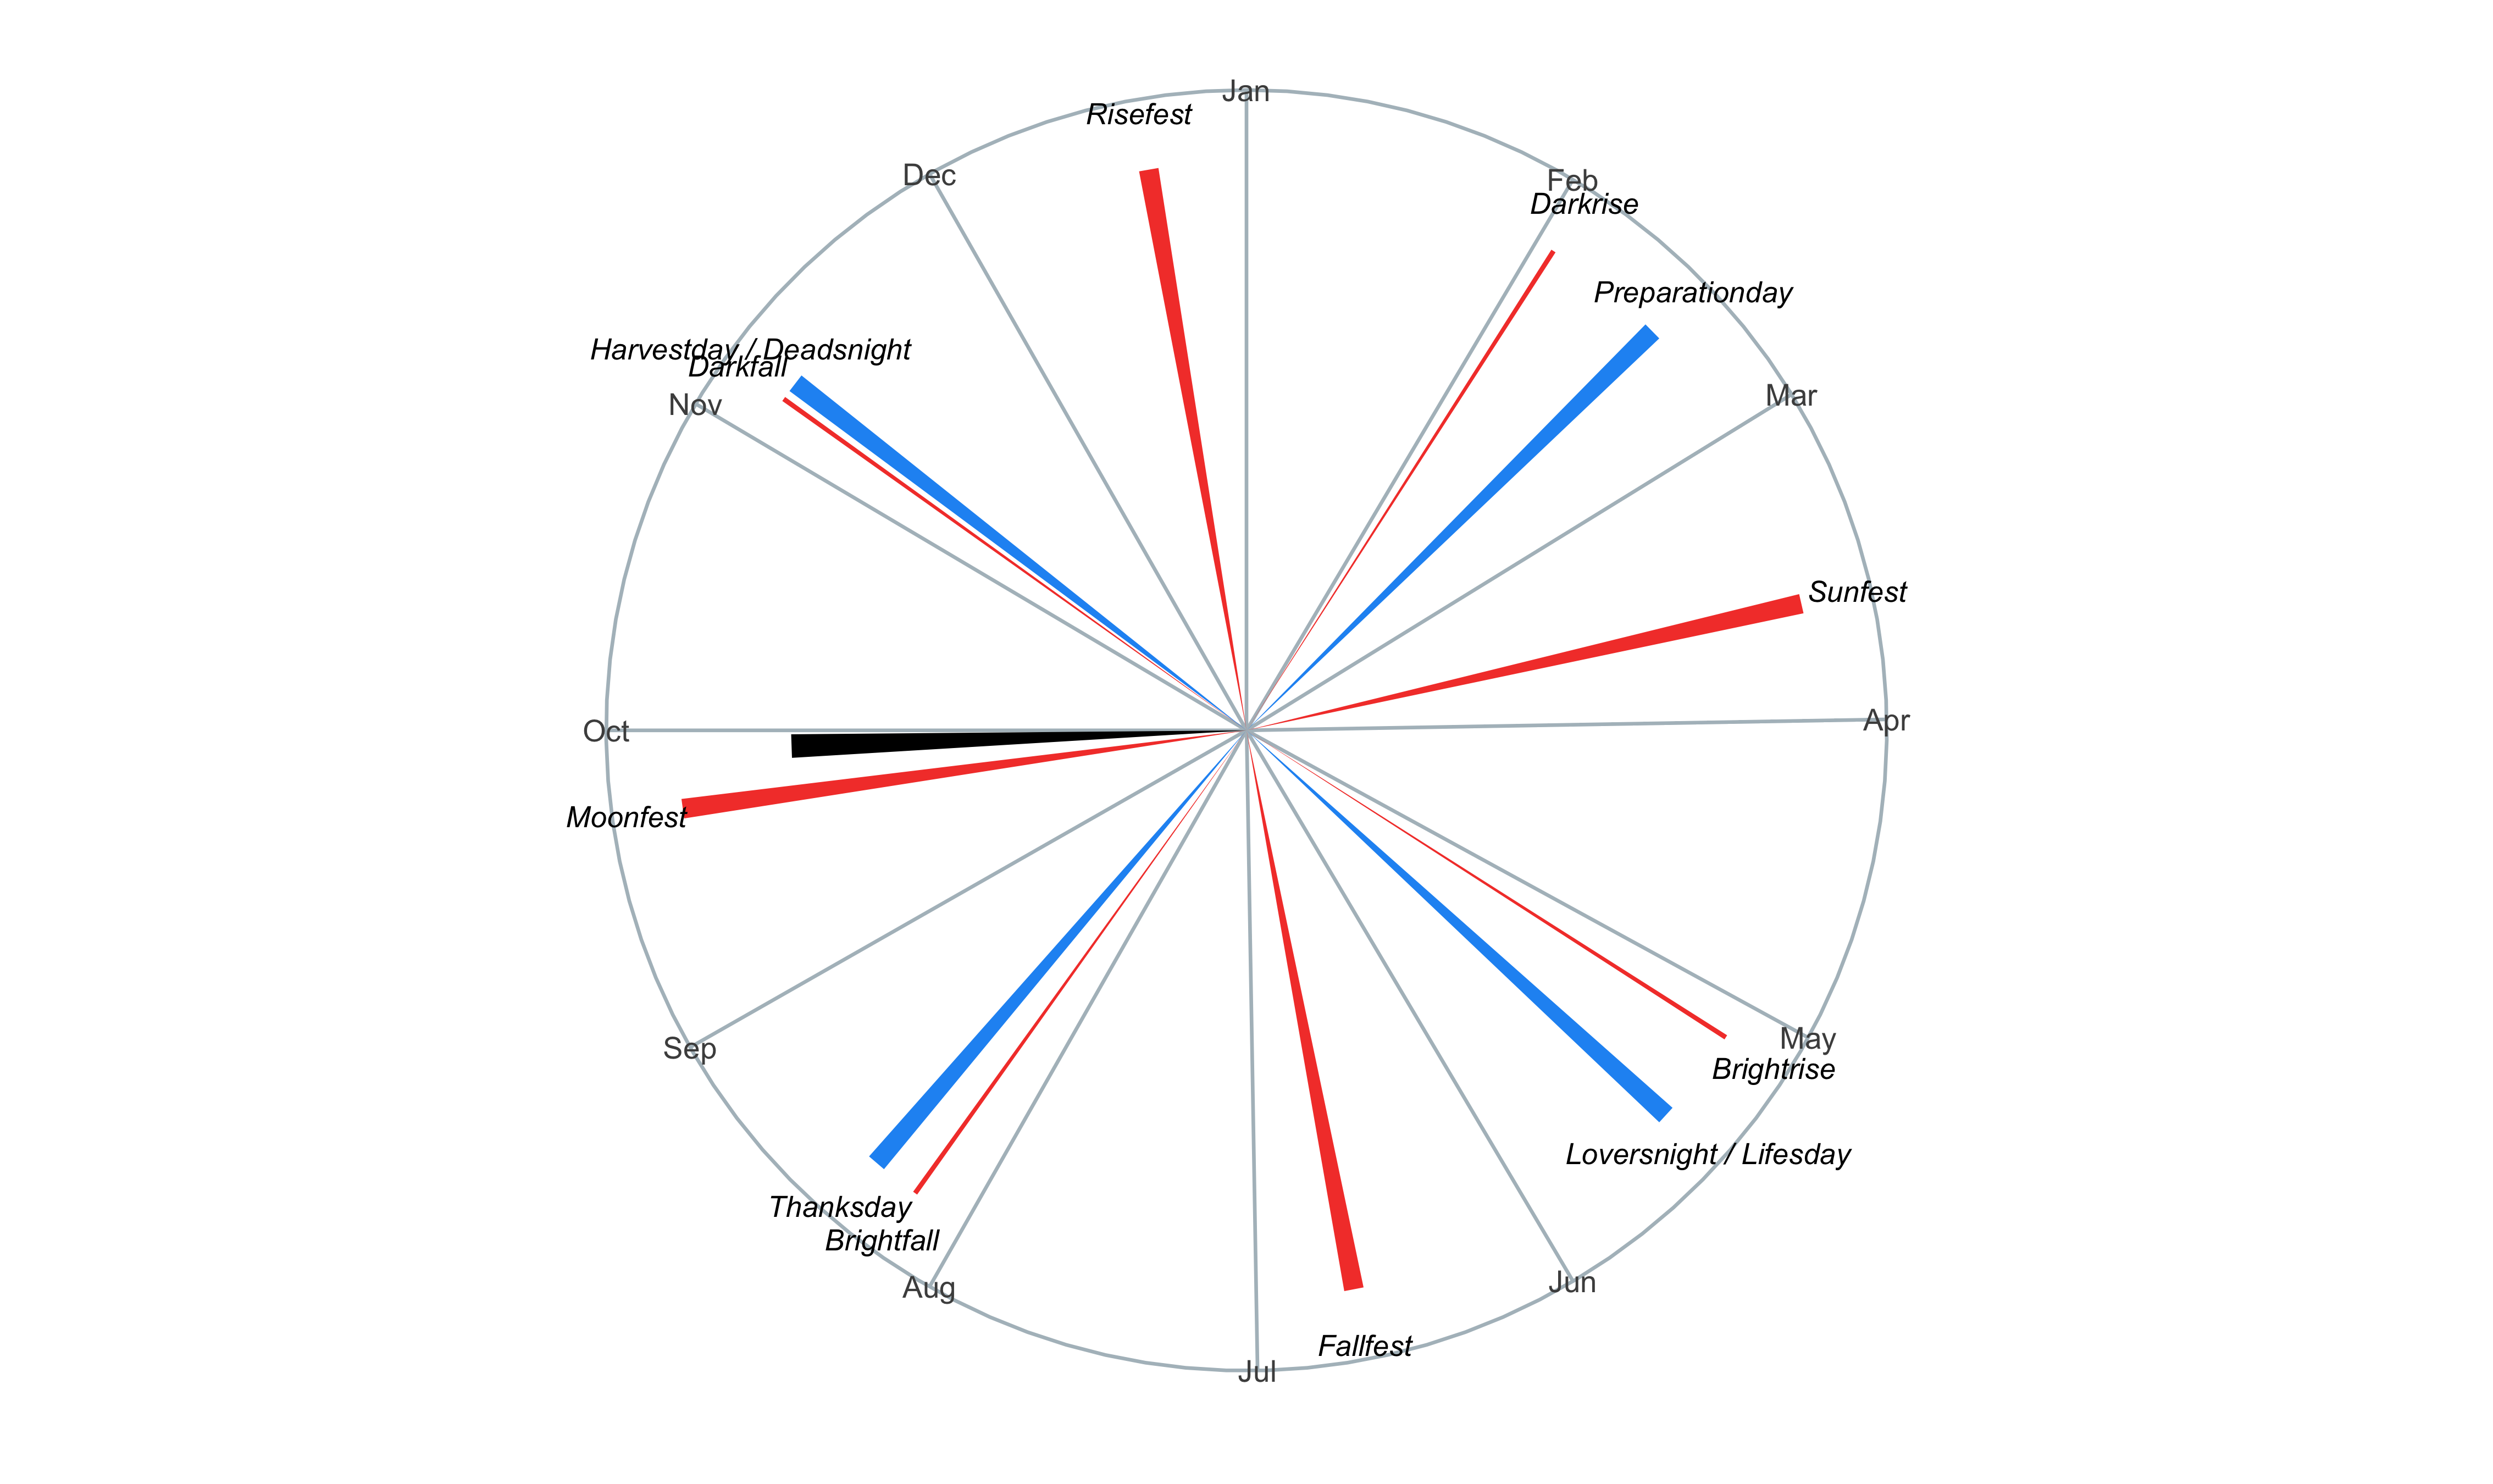 Jan
Risefest
Dec
Feb
Darkrise
Preparationday
Harvestday / Deadsnight
Darkfall
Nov
Mar
Sunfest
Oct
Apr
Moonfest
Sep
May
Brightrise
Loversnight / Lifesday
Thanksday
Brightfall
Aug
Jun
Fallfest
Jul